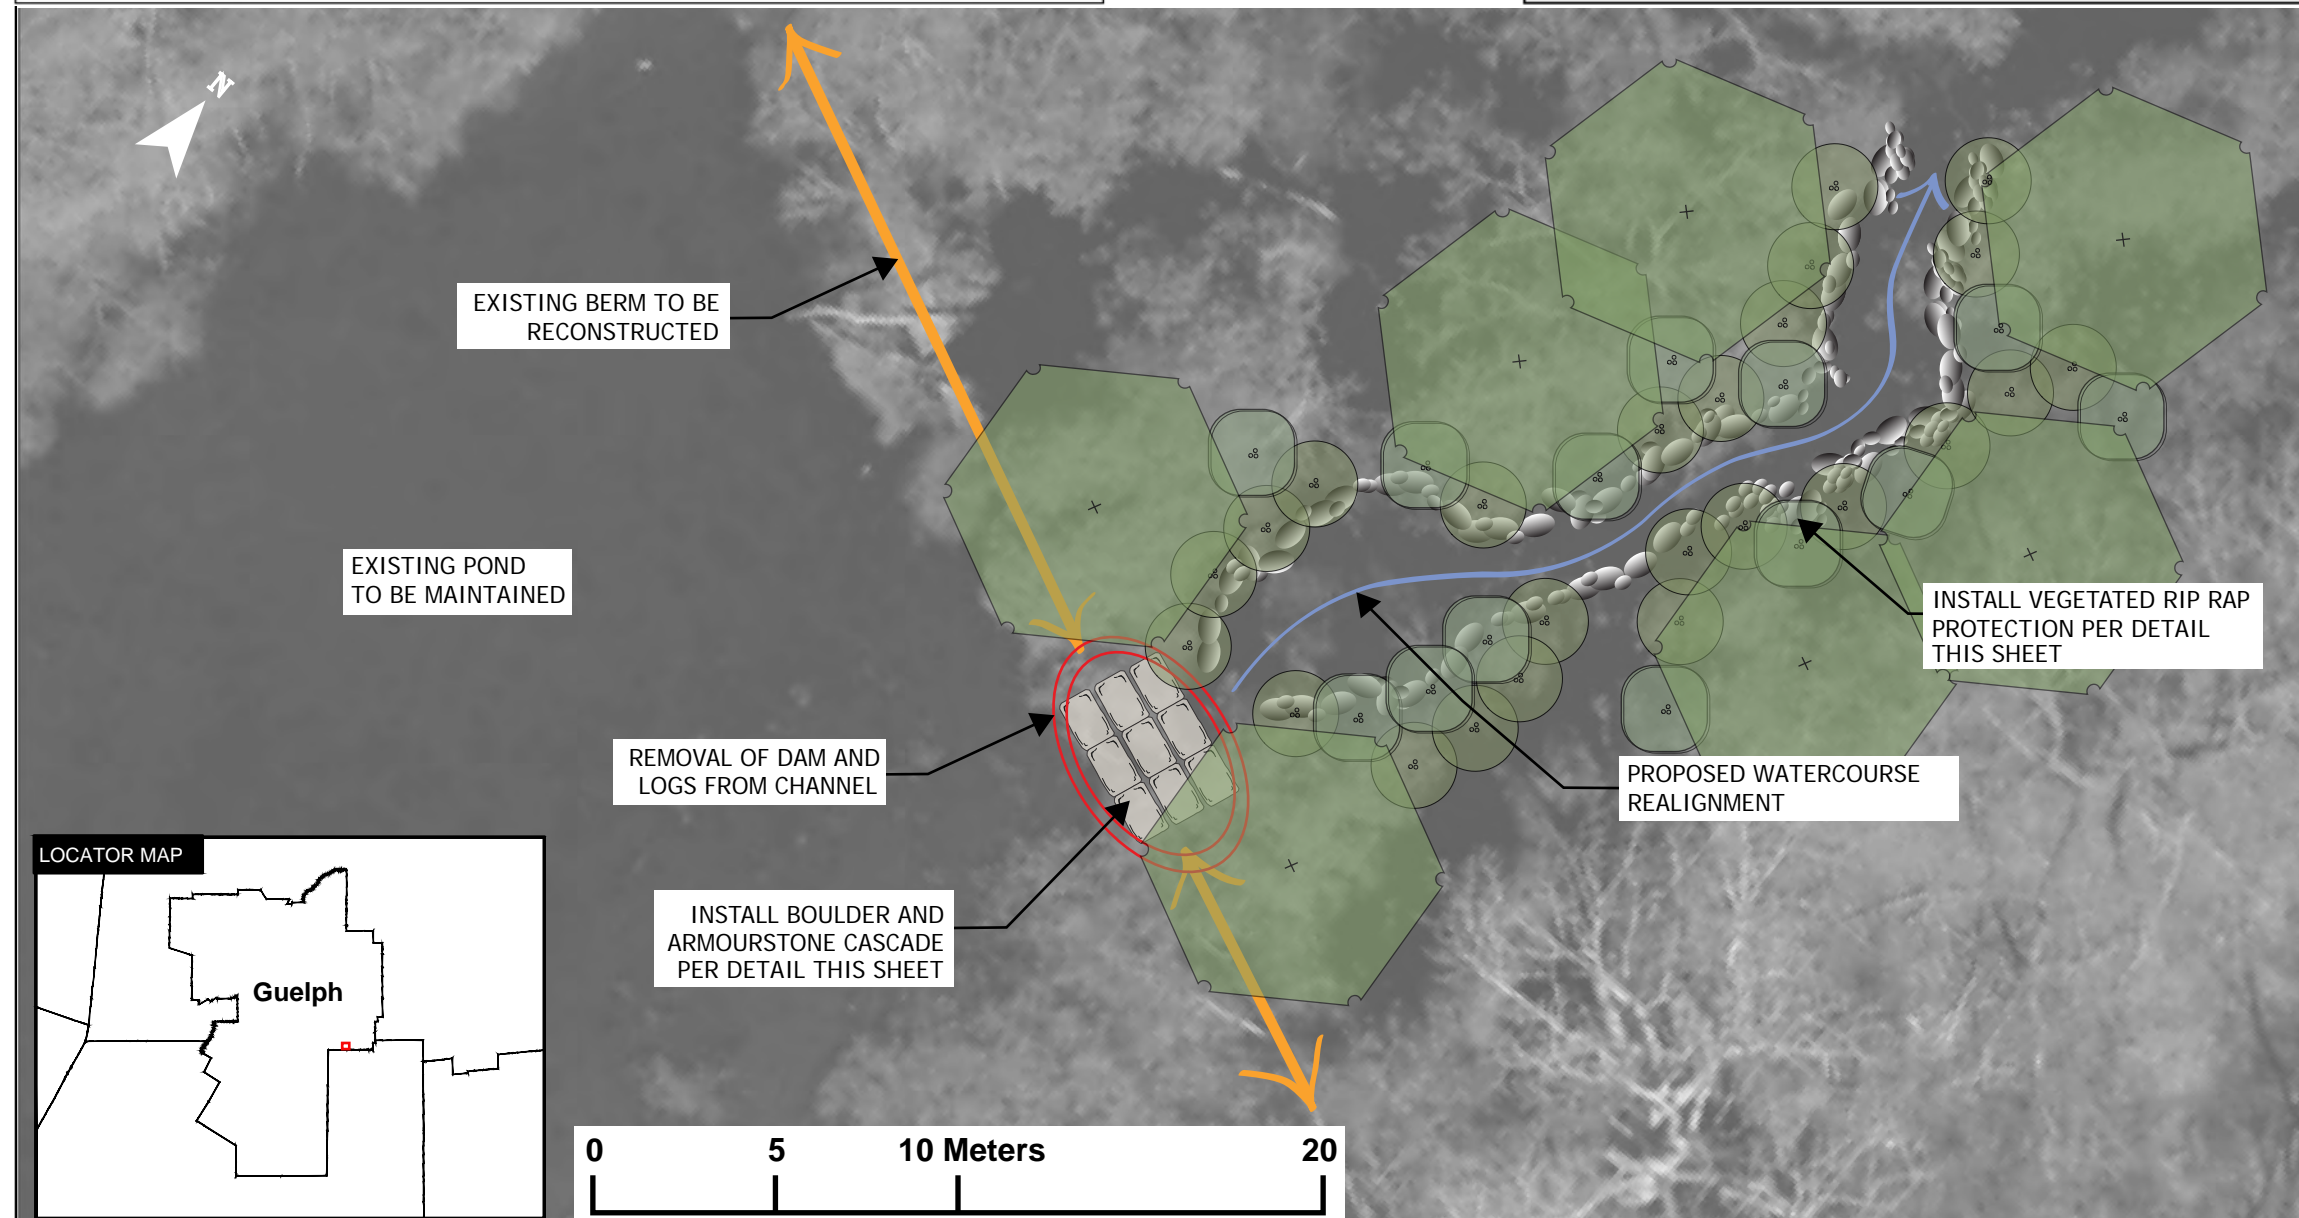 N
EXISTING BERM TO BE
RECONSTRUCTED
EXISTING POND
TO BE MAINTAINED
INSTALL VEGETATED RIP RAP
PROTECTION PER DETAIL
THIS SHEET
REMOVAL OF DAM AND
LOGS FROM CHANNEL
PROPOSED WATERCOURSE
REALIGNMENT
INSTALL BOULDER AND
ARMOURSTONE CASCADE
PER DETAIL THIS SHEET
LOCATOR MAP
Guelph
0 5 10 Meters 20